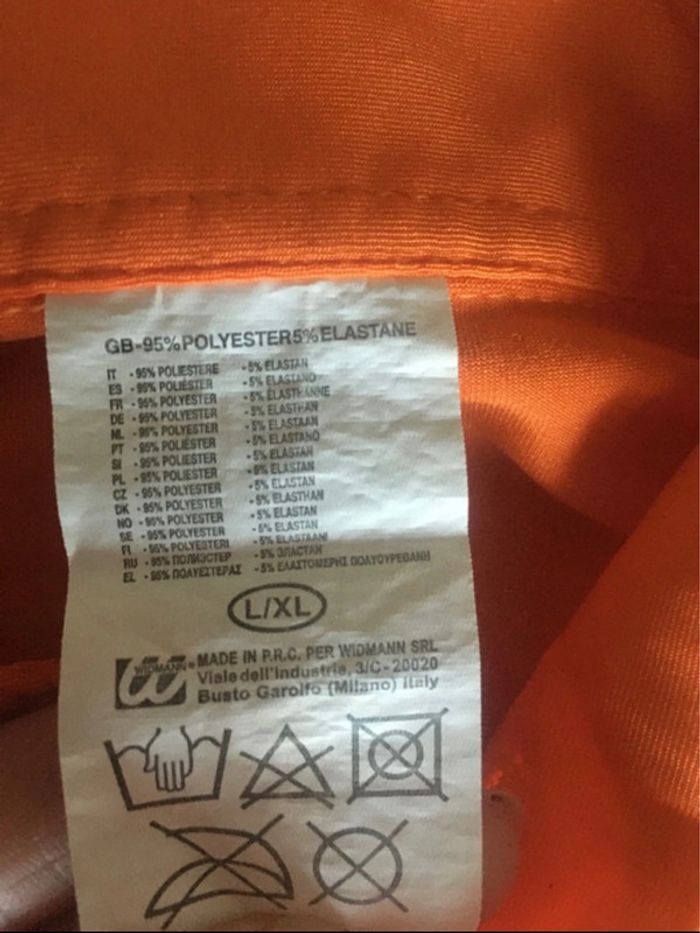 GB-95%POLYESTER5%ELASTANE
IT -95% POLIESTERE -5% ELASTAN
ES -95% POLIÉSTER -5% ELASTANO
FR -95% POLYESTER -5% ELASTHANNE
DE -95% POLYESTER -5% ELASTHAN
NL -95% POLYESTER -5% ELASTAAN
PT -95% POLIÉSTER -5% ELASTANO
SI -95% POLIESTER -5% ELASTAN
PL -95% POLIESTER -5% ELASTAN
CZ -95% POLYESTER -5% ELASTAN
DK -95% POLYESTER -5% ELASTHAN
NO -95% POLYESTER -5% ELASTAN
SE -95% POLYESTER -5% ELASTAN
FI -95% POLYESTERI -5% ELASTAANI
RU -95% ПОЛИЭСТЕР -5% ЭЛАСТАН
EL -95% ΠΟΛΥΕΣΤΕΡΑΣ -5% ΕΛΑΣΤΟΜΕΡΗΣ ΠΟΛΥΟΥΡΕΘΑΝΗ
L/XL
WIDMANN® MADE IN P.R.C. PER WIDMANN SRL
Viale dell'Industria, 3/C-20020
Busto Garolfo (Milano) Italy